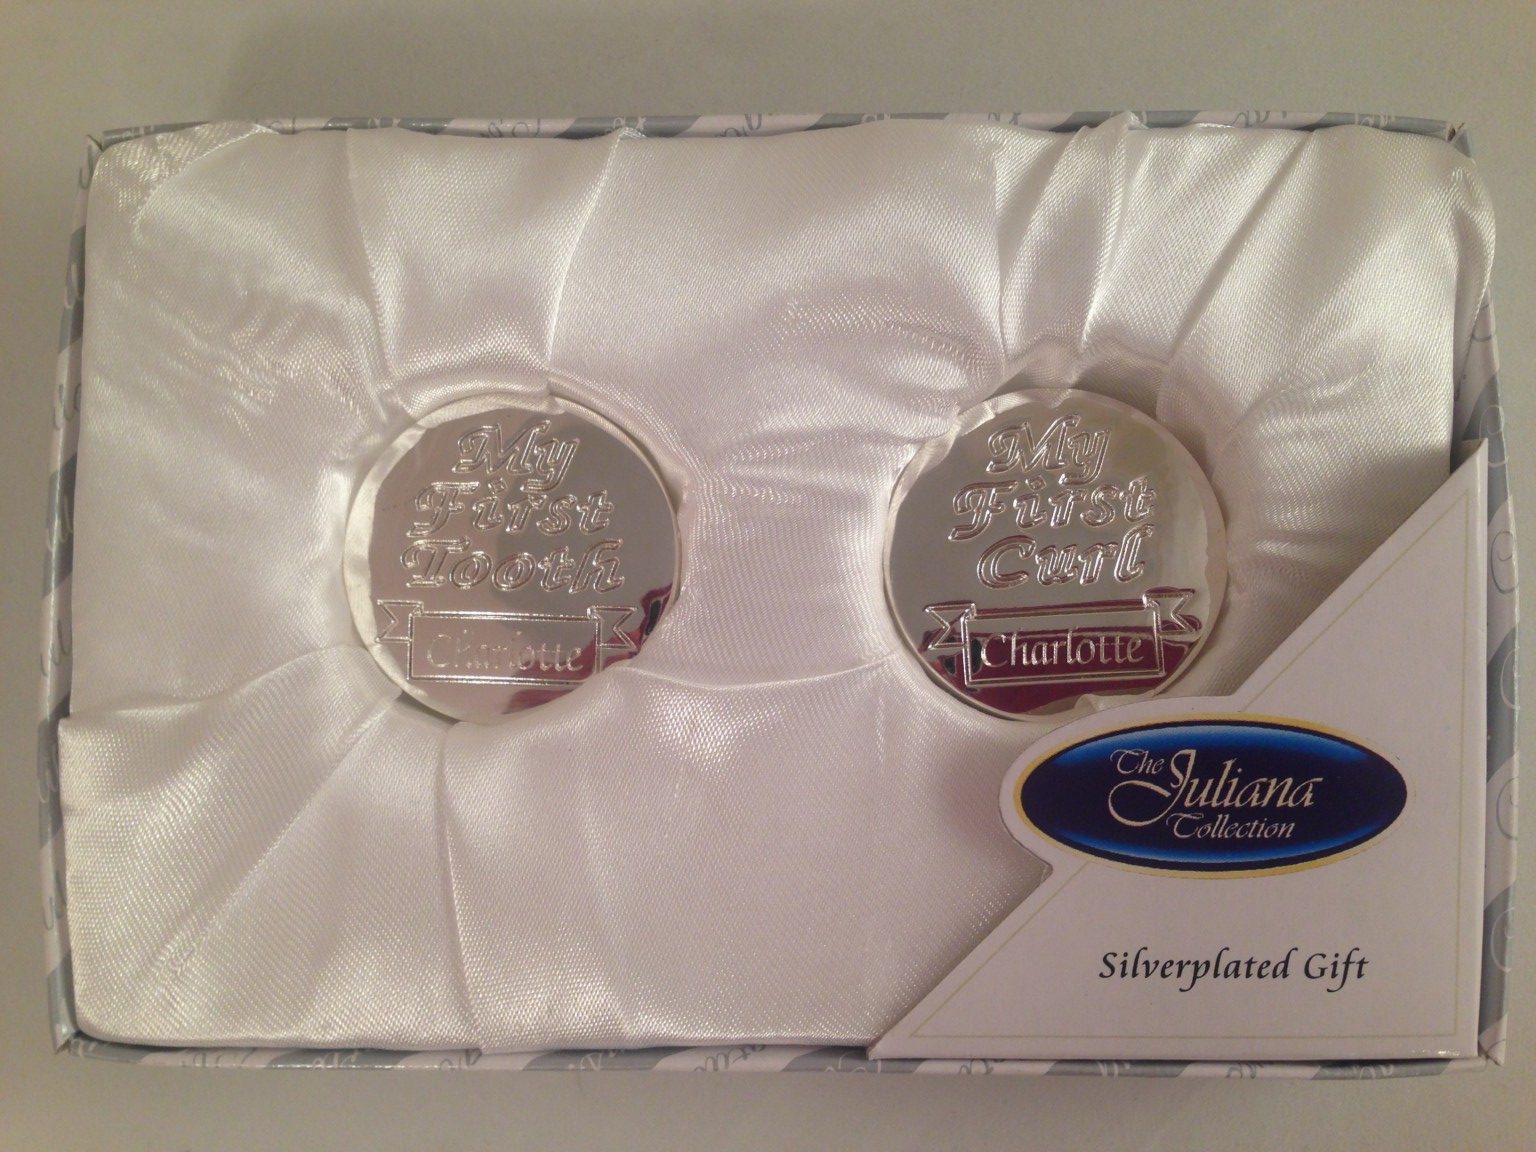 My
First
Tooth
Charlotte
My
First
Curl
Charlotte
The
Juliana
Collection
Silverplated Gift